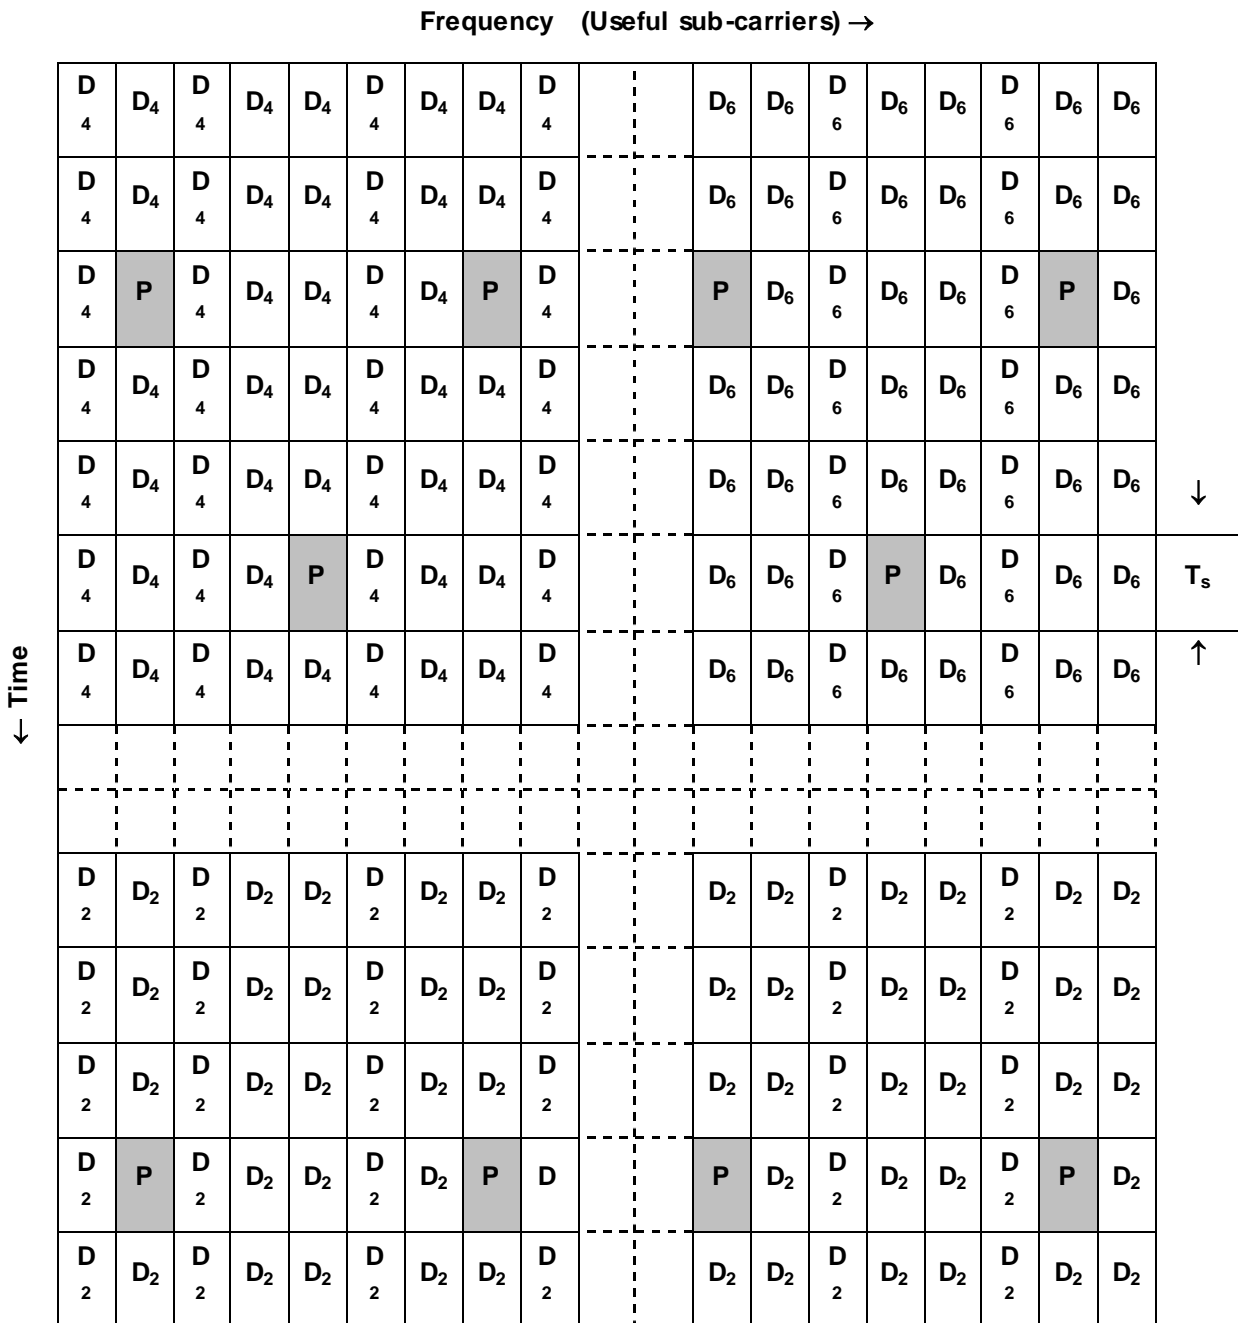 Frequency (Useful sub-carriers) →
D4 D4 D4 D4 D4 D4 D4 D4 D4 D6 D6 D6 D6 D6 D6 D6 D6
D4 D4 D4 D4 D4 D4 D4 D4 D4 D6 D6 D6 D6 D6 D6 D6 D6
D4 P D4 D4 D4 D4 D4 P D4 P D6 D6 D6 D6 D6 P D6
D4 D4 D4 D4 D4 D4 D4 D4 D4 D6 D6 D6 D6 D6 D6 D6 D6
D4 D4 D4 D4 D4 D4 D4 D4 D4 D6 D6 D6 D6 D6 D6 D6 D6 ↓
D4 D4 D4 D4 P D4 D4 D4 D4 D6 D6 D6 P D6 D6 D6 D6 Ts
D4 D4 D4 D4 D4 D4 D4 D4 D4 D6 D6 D6 D6 D6 D6 D6 D6 ↑
← Time
D2 D2 D2 D2 D2 D2 D2 D2 D2 D2 D2 D2 D2 D2 D2 D2 D2
D2 D2 D2 D2 D2 D2 D2 D2 D2 D2 D2 D2 D2 D2 D2 D2 D2
D2 D2 D2 D2 D2 D2 D2 D2 D2 D2 D2 D2 D2 D2 D2 D2 D2
D2 P D2 D2 D2 D2 D2 P D P D2 D2 D2 D2 D2 P D2
D2 D2 D2 D2 D2 D2 D2 D2 D2 D2 D2 D2 D2 D2 D2 D2 D2